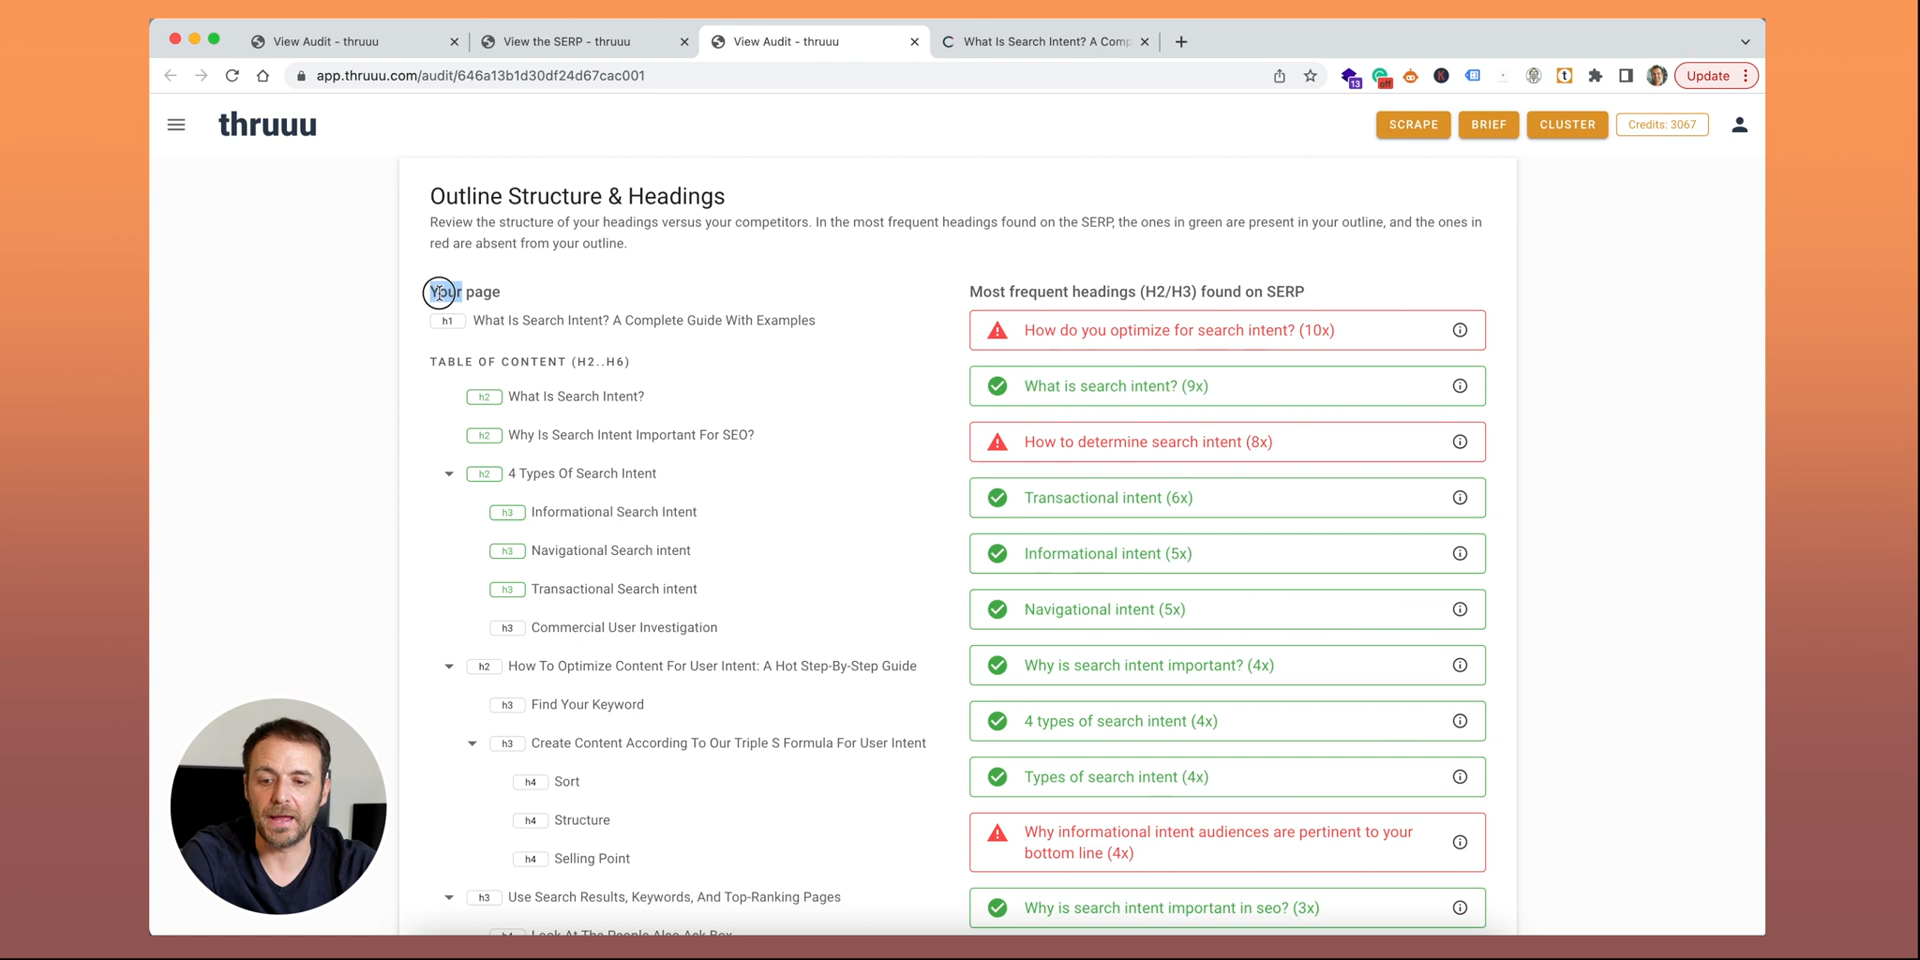 View Audit - thruuu
View the SERP - thruuu
View Audit - thruuu
What Is Search Intent? A Comp
app.thruuu.com/audit/646a13b1d30df24d67cac001
13
off
Update
thruuu
SCRAPE
BRIEF
CLUSTER
Credits: 3067
Outline Structure & Headings
Review the structure of your headings versus your competitors. In the most frequent headings found on the SERP, the ones in green are present in your outline, and the ones in
red are absent from your outline.
Your page
h1 What Is Search Intent? A Complete Guide With Examples
TABLE OF CONTENT (H2..H6)
h2 What Is Search Intent?
h2 Why Is Search Intent Important For SEO?
h2 4 Types Of Search Intent
h3 Informational Search Intent
h3 Navigational Search intent
h3 Transactional Search intent
h3 Commercial User Investigation
h2 How To Optimize Content For User Intent: A Hot Step-By-Step Guide
h3 Find Your Keyword
h3 Create Content According To Our Triple S Formula For User Intent
h4 Sort
h4 Structure
h4 Selling Point
h3 Use Search Results, Keywords, And Top-Ranking Pages
h4 Look At The People Also Ask Box
Most frequent headings (H2/H3) found on SERP
How do you optimize for search intent? (10x)
What is search intent? (9x)
How to determine search intent (8x)
Transactional intent (6x)
Informational intent (5x)
Navigational intent (5x)
Why is search intent important? (4x)
4 types of search intent (4x)
Types of search intent (4x)
Why informational intent audiences are pertinent to your
bottom line (4x)
Why is search intent important in seo? (3x)